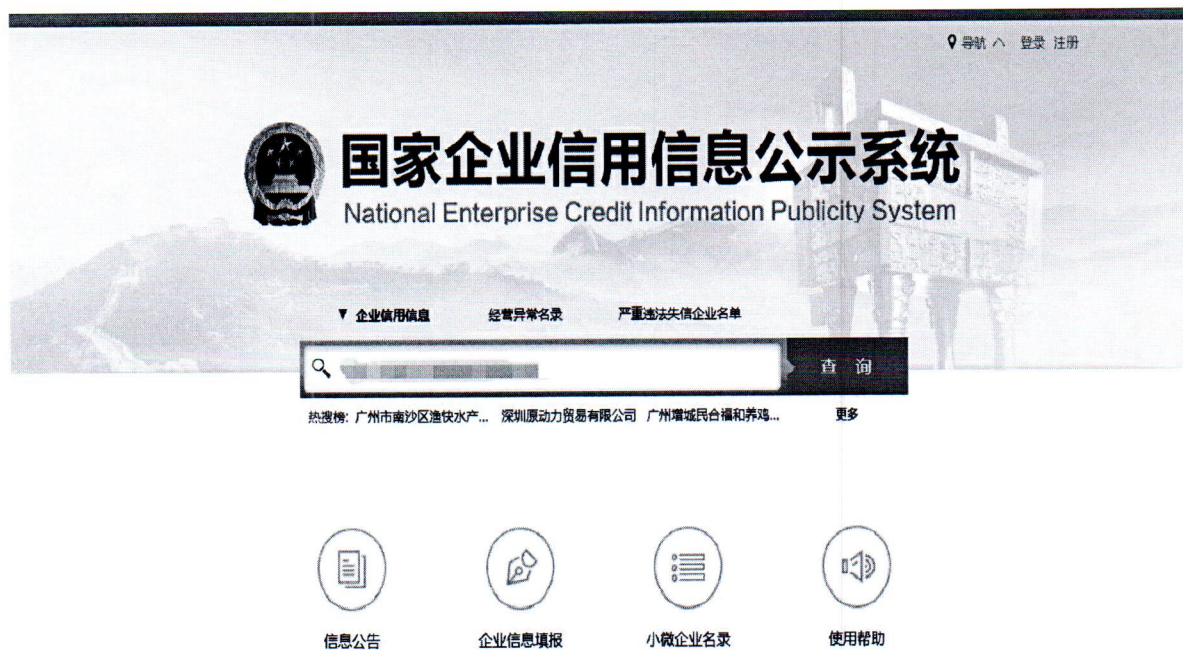 导航 登录 注册
国家企业信用信息公示系统
National Enterprise Credit Information Publicity System
企业信用信息 经营异常名录 严重违法失信企业名单
查 询
热搜榜: 广州市南沙区渔快水产... 深圳原动力贸易有限公司 广州增城民合福和养鸡... 更多
信息公告 企业信息填报 小微企业名录 使用帮助